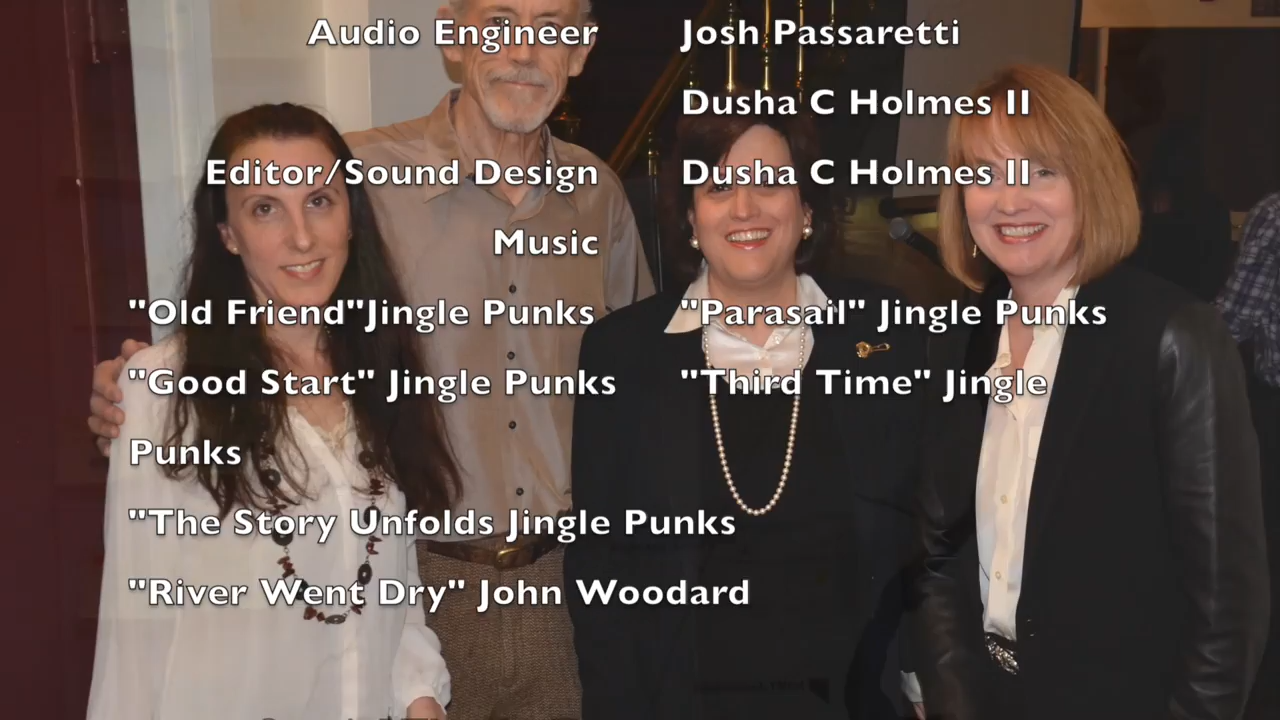 Audio Engineer Josh Passaretti
Dusha C Holmes II
Editor/Sound Design Dusha C Holmes II
Music
"Old Friend"Jingle Punks "Parasail" Jingle Punks
"Good Start" Jingle Punks "Third Time" Jingle
Punks
"The Story Unfolds Jingle Punks
"River Went Dry" John Woodard